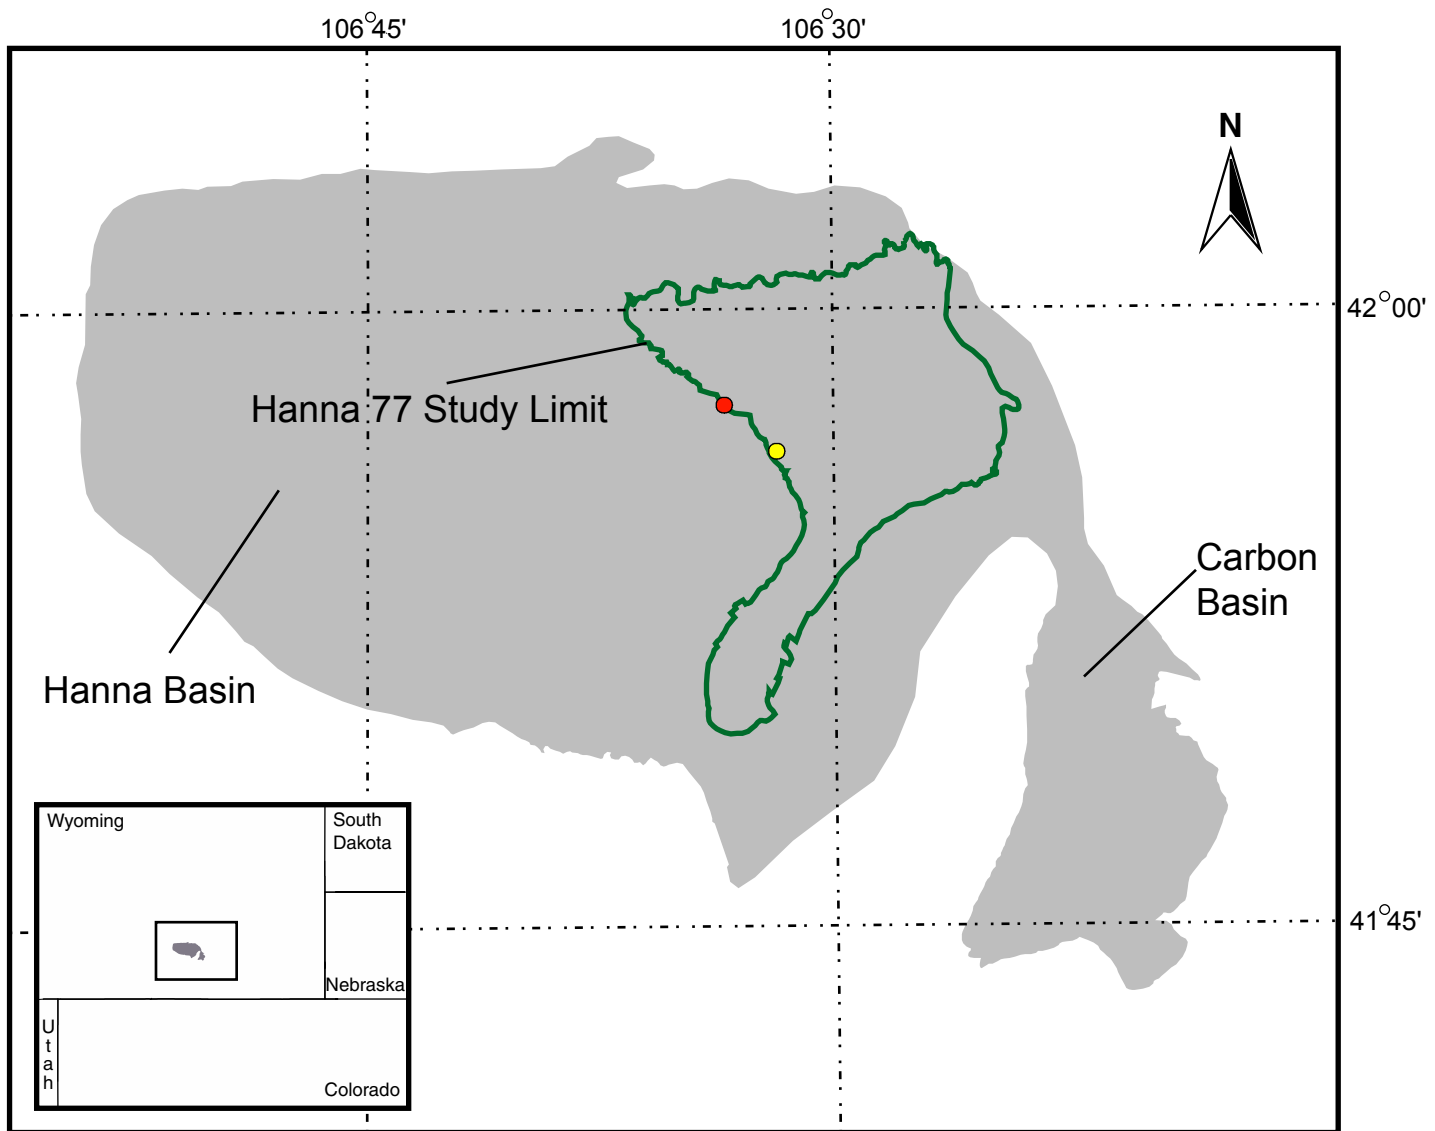 106°45'
106°30'
N
42°00'
Hanna 77 Study Limit
Carbon
Basin
Hanna Basin
Wyoming
South
Dakota
41°45'
Nebraska
Utah
Colorado